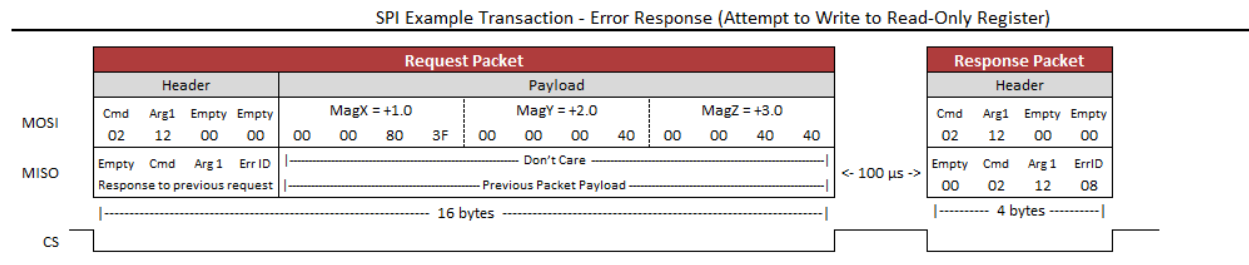 SPI Example Transaction - Error Response (Attempt to Write to Read-Only Register)
Request Packet Response Packet
Header Payload Header
MOSI
Cmd Arg1 Empty Empty MagX = +1.0 MagY = +2.0 MagZ = +3.0 Cmd Arg1 Empty Empty
02 12 00 00 00 00 80 3F 00 00 00 40 00 00 40 40 02 12 00 00
MISO
Empty Cmd Arg 1 Err ID Don't Care <- 100 µs -> Empty Cmd Arg 1 ErrID
Response to previous request Previous Packet Payload 00 02 12 08
16 bytes 4 bytes
CS